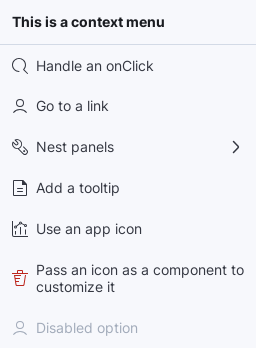 This is a context menu
Handle an onClick
Go to a link
Nest panels
Add a tooltip
Use an app icon
Pass an icon as a component to
customize it
Disabled option